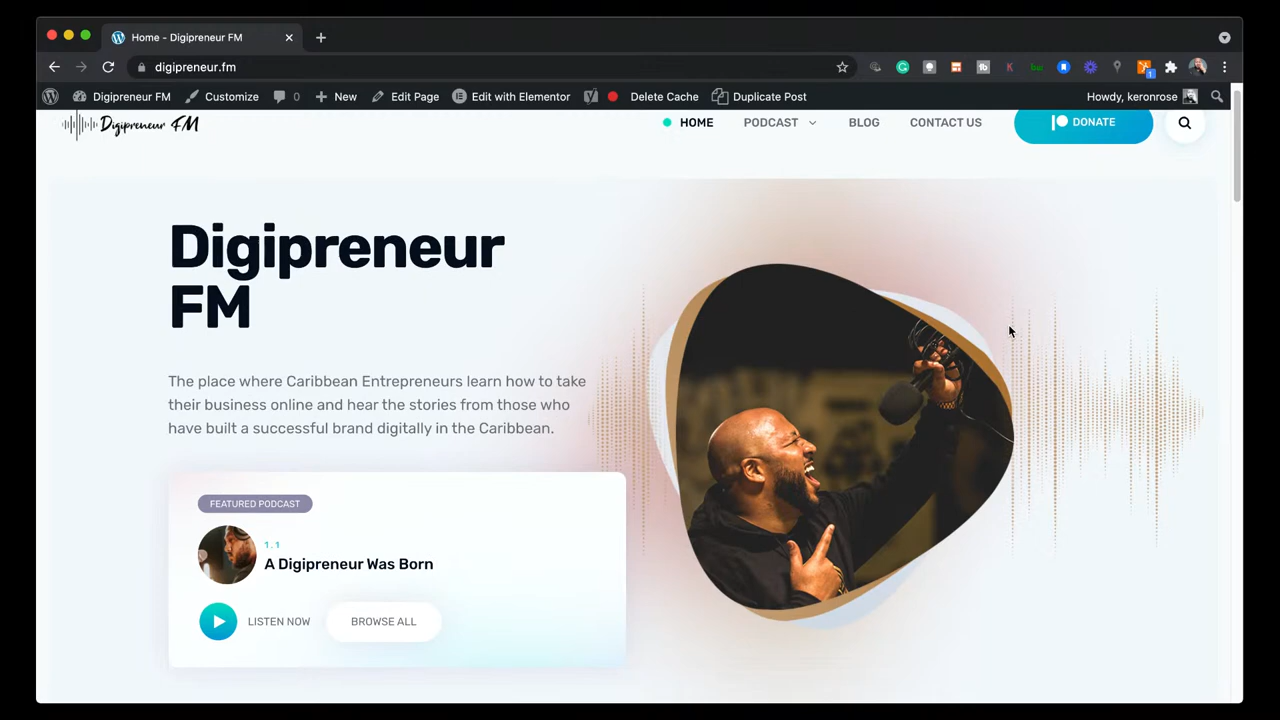 Home - Digipreneur FM
digipreneur.fm
1
Digipreneur FM Customize 0 New Edit Page Edit with Elementor Delete Cache Duplicate Post Howdy, keronrose
Digipreneur FM HOME PODCAST BLOG CONTACT US DONATE
Digipreneur
FM
The place where Caribbean Entrepreneurs learn how to take
their business online and hear the stories from those who
have built a successful brand digitally in the Caribbean.
FEATURED PODCAST
1.1
A Digipreneur Was Born
LISTEN NOW BROWSE ALL